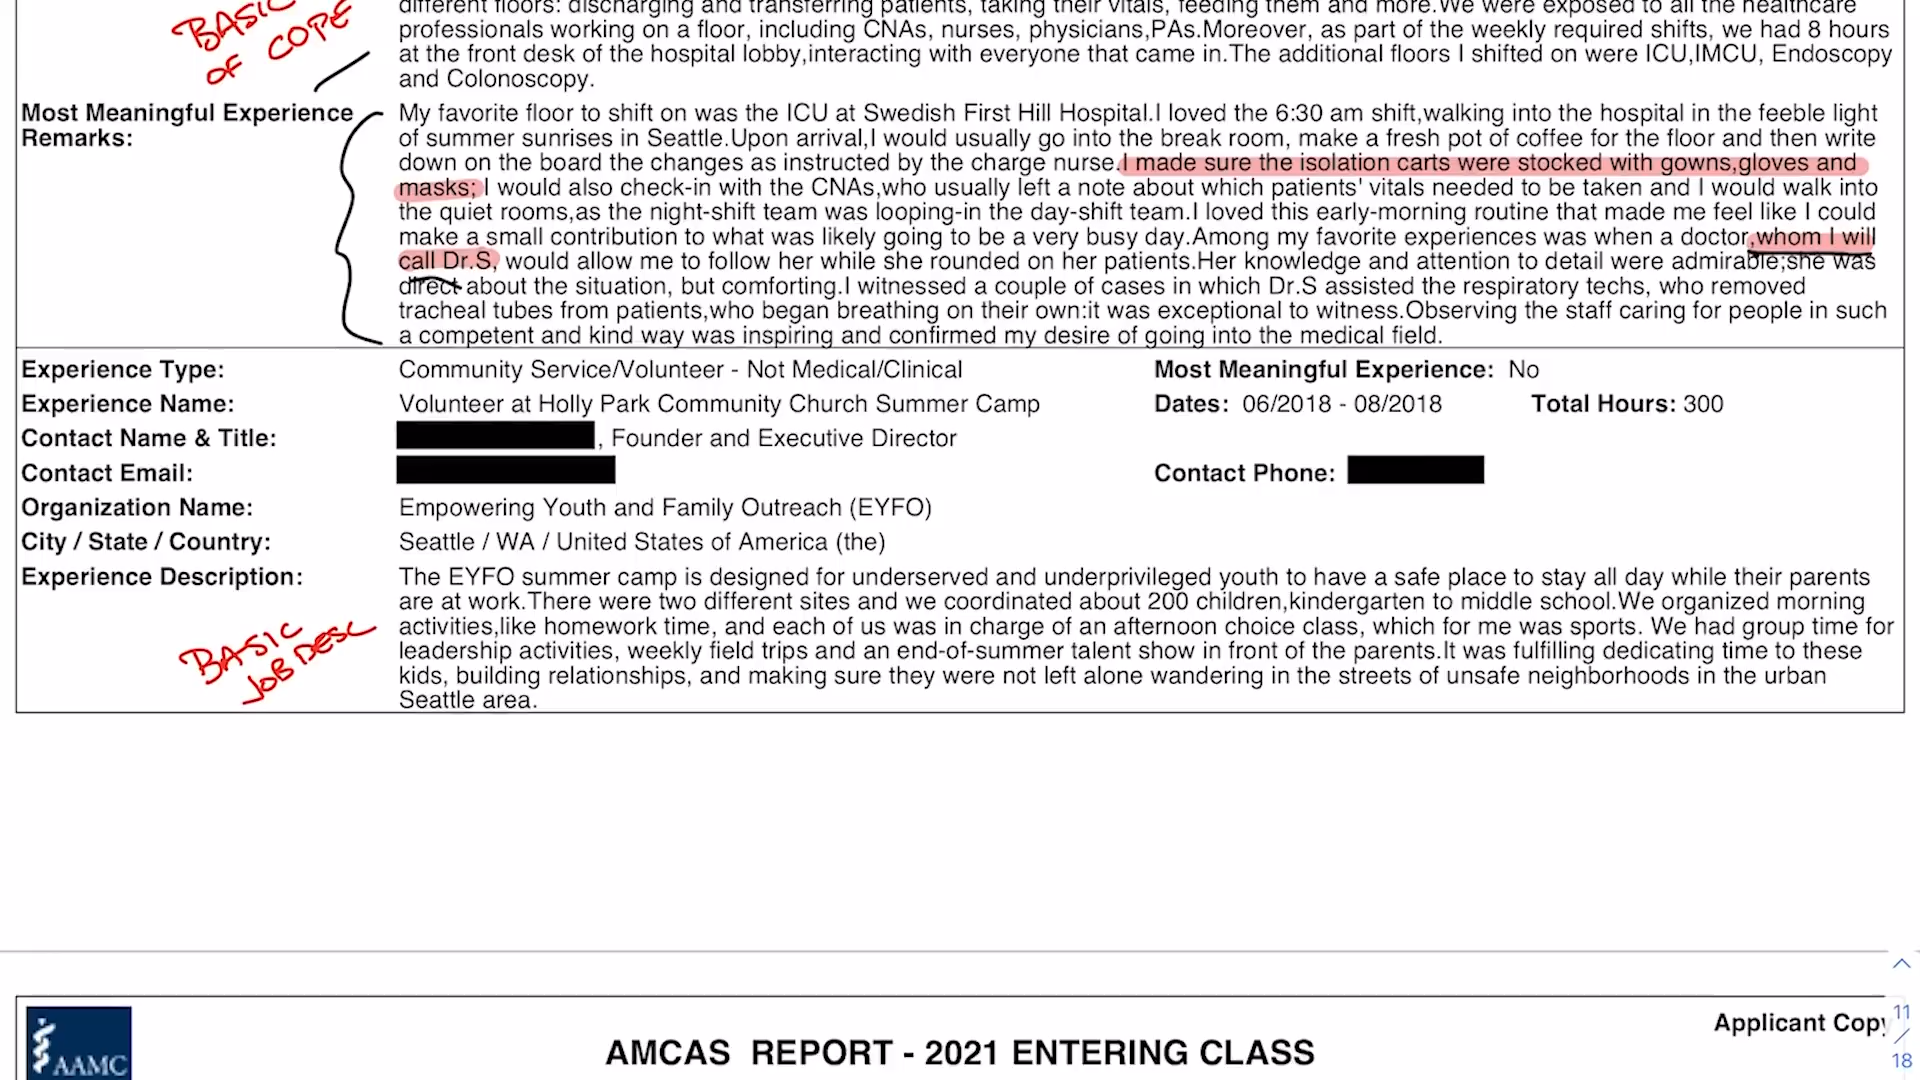 BASIC
OF COPE
different floors: discharging and transferring patients, taking their vitals, feeding them and more.We were exposed to all the healthcare
professionals working on a floor, including CNAs, nurses, physicians,PAs.Moreover, as part of the weekly required shifts, we had 8 hours
at the front desk of the hospital lobby,interacting with everyone that came in.The additional floors I shifted on were ICU,IMCU, Endoscopy
and Colonoscopy.
Most Meaningful Experience
Remarks:
My favorite floor to shift on was the ICU at Swedish First Hill Hospital.I loved the 6:30 am shift,walking into the hospital in the feeble light
of summer sunrises in Seattle.Upon arrival,I would usually go into the break room, make a fresh pot of coffee for the floor and then write
down on the board the changes as instructed by the charge nurse.I made sure the isolation carts were stocked with gowns,gloves and
masks; I would also check-in with the CNAs,who usually left a note about which patients' vitals needed to be taken and I would walk into
the quiet rooms,as the night-shift team was looping-in the day-shift team.I loved this early-morning routine that made me feel like I could
make a small contribution to what was likely going to be a very busy day.Among my favorite experiences was when a doctor,whom I will
call Dr.S, would allow me to follow her while she rounded on her patients.Her knowledge and attention to detail were admirable;she was
direct about the situation, but comforting.I witnessed a couple of cases in which Dr.S assisted the respiratory techs, who removed
tracheal tubes from patients,who began breathing on their own:it was exceptional to witness.Observing the staff caring for people in such
a competent and kind way was inspiring and confirmed my desire of going into the medical field.
Experience Type: Community Service/Volunteer - Not Medical/Clinical Most Meaningful Experience: No
Experience Name: Volunteer at Holly Park Community Church Summer Camp Dates: 06/2018 - 08/2018 Total Hours: 300
Contact Name & Title: , Founder and Executive Director
Contact Email: Contact Phone:
Organization Name: Empowering Youth and Family Outreach (EYFO)
City / State / Country: Seattle / WA / United States of America (the)
Experience Description:
The EYFO summer camp is designed for underserved and underprivileged youth to have a safe place to stay all day while their parents
are at work.There were two different sites and we coordinated about 200 children,kindergarten to middle school.We organized morning
activities,like homework time, and each of us was in charge of an afternoon choice class, which for me was sports. We had group time for
leadership activities, weekly field trips and an end-of-summer talent show in front of the parents.It was fulfilling dedicating time to these
kids, building relationships, and making sure they were not left alone wandering in the streets of unsafe neighborhoods in the urban
Seattle area.
BASIC
JOB DESC
AAMC
AMCAS REPORT - 2021 ENTERING CLASS
Applicant Copy
11
/
18